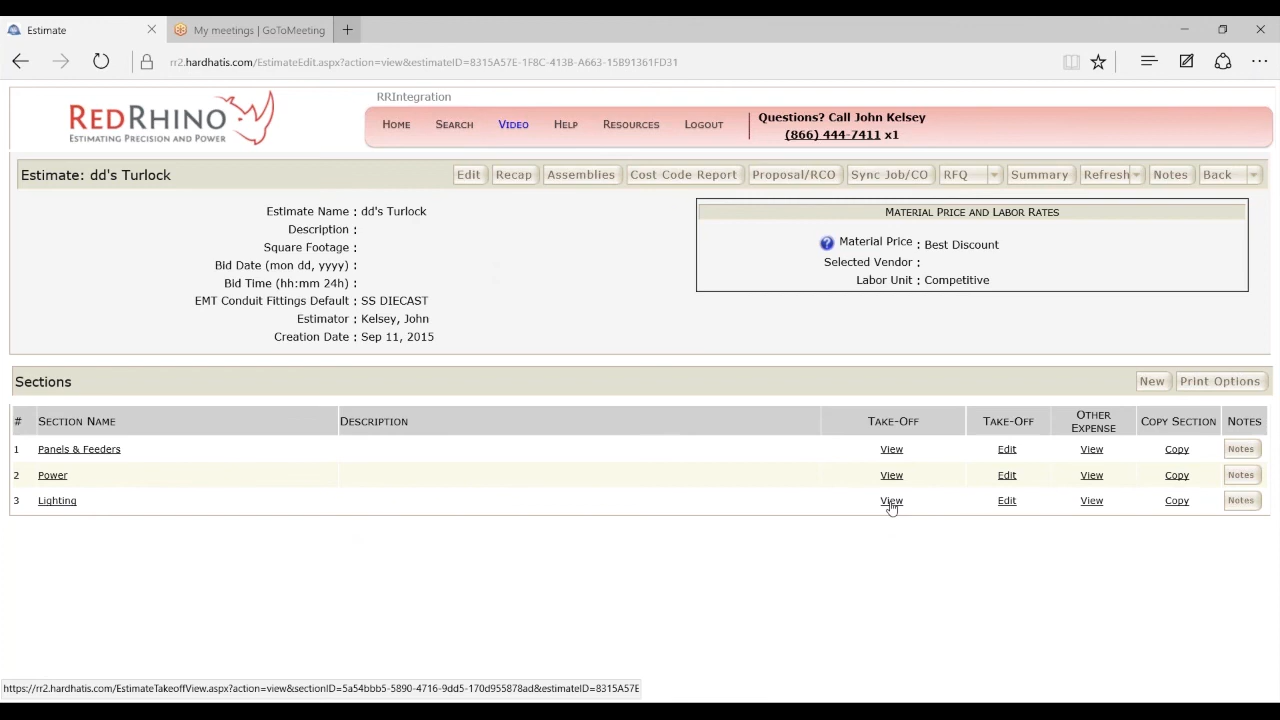 Estimate
My meetings | GoToMeeting
rr2.hardhatis.com/EstimateEdit.aspx?action=view&estimateID=8315A57E-1F8C-413B-A663-15B91361FD31
REDRHINO
ESTIMATING PRECISION AND POWER
RRIntegration
HOME SEARCH VIDEO HELP RESOURCES LOGOUT
Questions? Call John Kelsey
(866) 444-7411 x1
Estimate: dd's Turlock
Edit Recap Assemblies Cost Code Report Proposal/RCO Sync Job/CO RFQ Summary Refresh Notes Back
Estimate Name : dd's Turlock
Description :
Square Footage :
Bid Date (mon dd, yyyy) :
Bid Time (hh:mm 24h) :
EMT Conduit Fittings Default : SS DIECAST
Estimator : Kelsey, John
Creation Date : Sep 11, 2015
MATERIAL PRICE AND LABOR RATES
? Material Price : Best Discount
Selected Vendor :
Labor Unit : Competitive
Sections
New Print Options
# SECTION NAME DESCRIPTION TAKE-OFF TAKE-OFF OTHER EXPENSE COPY SECTION NOTES
1 Panels & Feeders View Edit View Copy Notes
2 Power View Edit View Copy Notes
3 Lighting View Edit View Copy Notes
https://rr2.hardhatis.com/EstimateTakeoffView.aspx?action=view&sectionID=5a54bbb5-5890-4716-9dd5-170d955878ad&estimateID=8315A57E